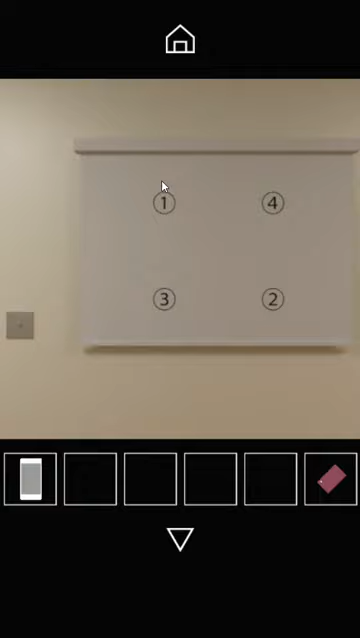 ① ④
③ ②